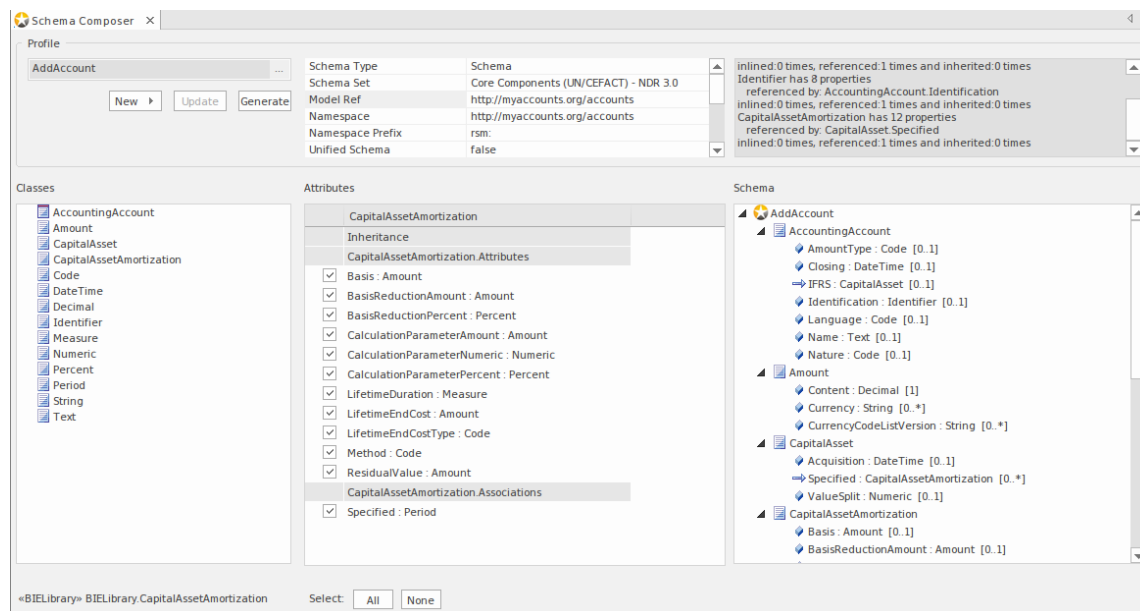 Schema Composer
Profile
AddAccount ...
New Update Generate
Schema Type Schema
Schema Set Core Components (UN/CEFACT) - NDR 3.0
Model Ref http://myaccounts.org/accounts
Namespace http://myaccounts.org/accounts
Namespace Prefix rsm:
Unified Schema false
inlined:0 times, referenced:1 times and inherited:0 times
Identifier has 8 properties
referenced by: AccountingAccount.Identification
inlined:0 times, referenced:1 times and inherited:0 times
CapitalAssetAmortization has 12 properties
referenced by: CapitalAsset.Specified
inlined:0 times, referenced:1 times and inherited:0 times
Classes
AccountingAccount
Amount
CapitalAsset
CapitalAssetAmortization
Code
DateTime
Decimal
Identifier
Measure
Numeric
Percent
Period
String
Text
Attributes
CapitalAssetAmortization
Inheritance
CapitalAssetAmortization.Attributes
Basis : Amount
BasisReductionAmount : Amount
BasisReductionPercent : Percent
CalculationParameterAmount : Amount
CalculationParameterNumeric : Numeric
CalculationParameterPercent : Percent
LifetimeDuration : Measure
LifetimeEndCost : Amount
LifetimeEndCostType : Code
Method : Code
ResidualValue : Amount
CapitalAssetAmortization.Associations
Specified : Period
Schema
AddAccount
AccountingAccount
AmountType : Code [0..1]
Closing : DateTime [0..1]
IFRS : CapitalAsset [0..1]
Identification : Identifier [0..1]
Language : Code [0..1]
Name : Text [0..1]
Nature : Code [0..1]
Amount
Content : Decimal [1]
Currency : String [0..*]
CurrencyCodeListVersion : String [0..*]
CapitalAsset
Acquisition : DateTime [0..1]
Specified : CapitalAssetAmortization [0..*]
ValueSplit : Numeric [0..1]
CapitalAssetAmortization
Basis : Amount [0..1]
BasisReductionAmount : Amount [0..1]
«BIELibrary» BIELibrary.CapitalAssetAmortization
Select: All None